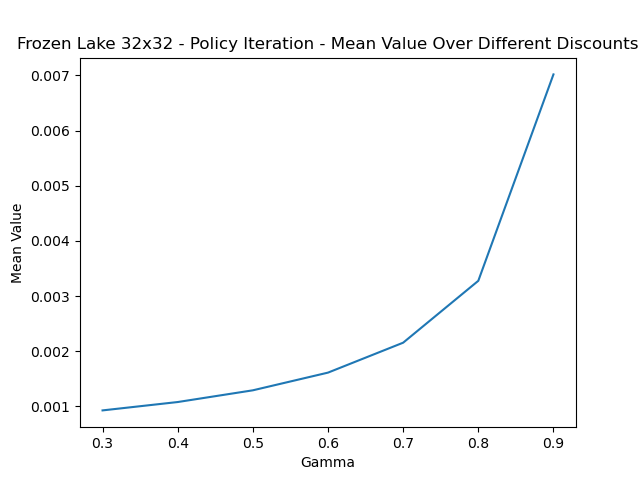 Frozen Lake 32x32 - Policy Iteration - Mean Value Over Different Discounts
0.007
0.006
0.005
0.004
0.003
0.002
0.001
Mean Value
0.3 0.4 0.5 0.6 0.7 0.8 0.9
Gamma